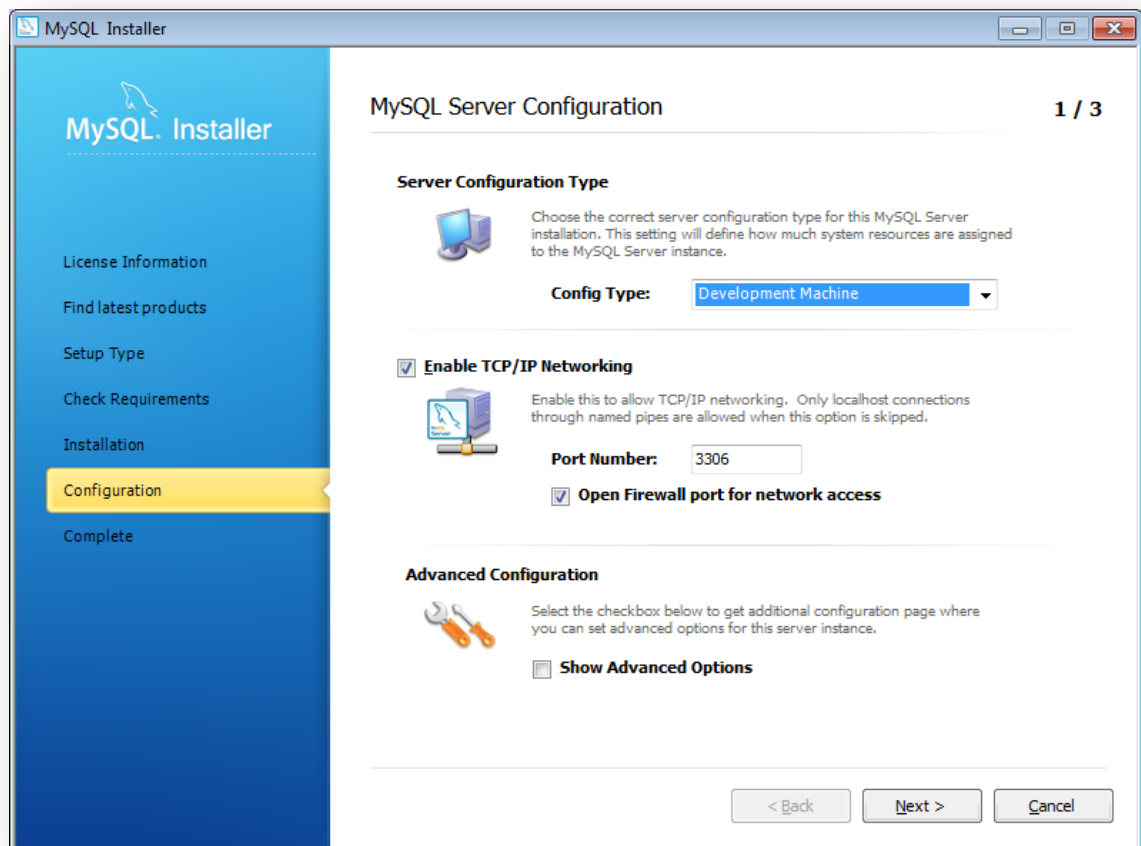 MySQL Installer
MySQL. Installer
License Information
Find latest products
Setup Type
Check Requirements
Installation
Configuration
Complete
MySQL Server Configuration
1 / 3
Server Configuration Type
Choose the correct server configuration type for this MySQL Server
installation. This setting will define how much system resources are assigned
to the MySQL Server instance.
Config Type:
Development Machine
Enable TCP/IP Networking
Enable this to allow TCP/IP networking. Only localhost connections
through named pipes are allowed when this option is skipped.
MySQL
Server
Port Number:
3306
Open Firewall port for network access
Advanced Configuration
Select the checkbox below to get additional configuration page where
you can set advanced options for this server instance.
Show Advanced Options
< Back
Next >
Cancel